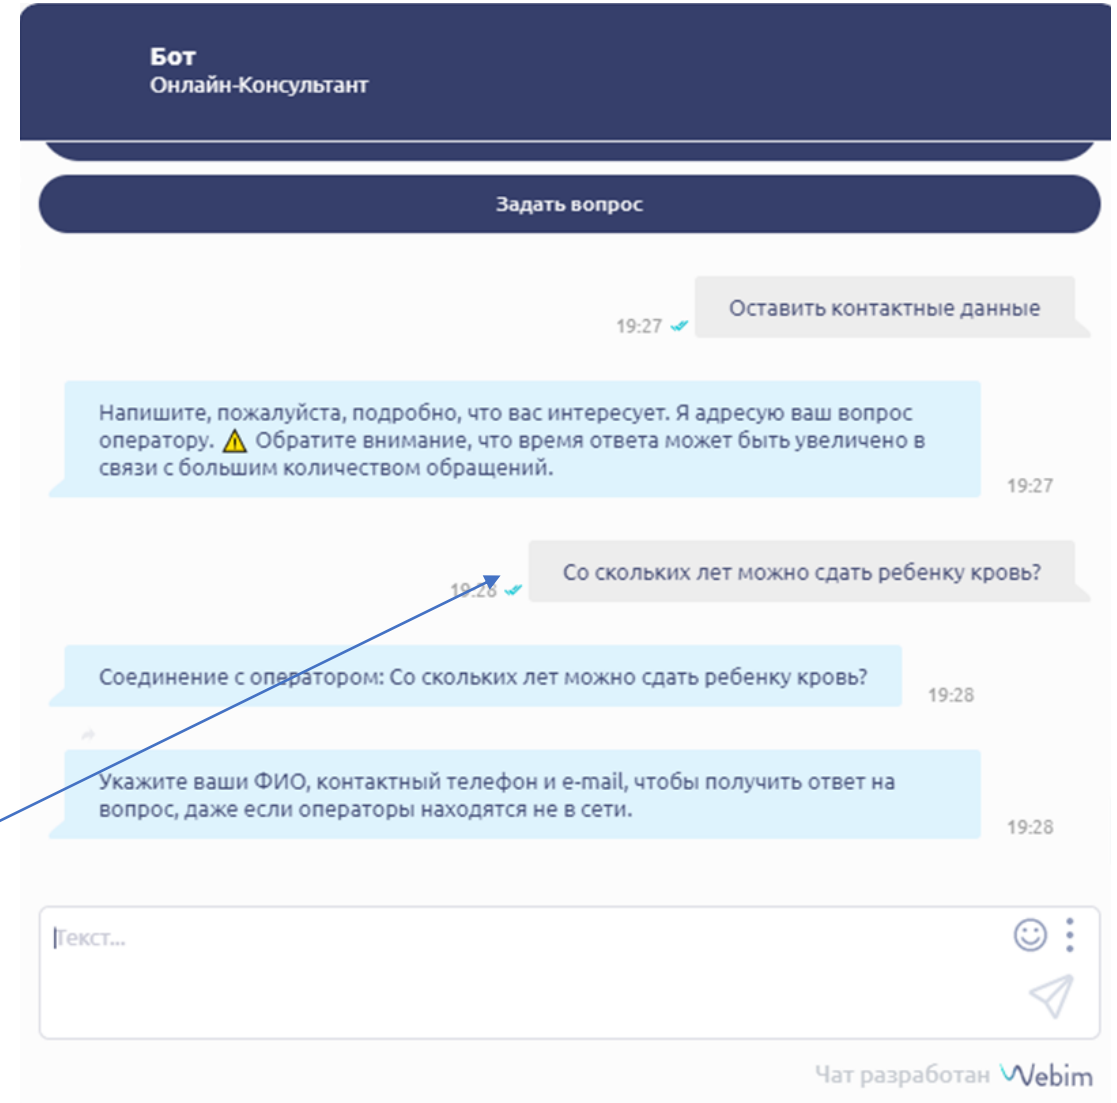 Бот
Онлайн-Консультант
Задать вопрос
Оставить контактные данные
19:27
Напишите, пожалуйста, подробно, что вас интересует. Я адресую ваш вопрос
оператору. ⚠ Обратите внимание, что время ответа может быть увеличено в
связи с большим количеством обращений.
19:27
Со скольких лет можно сдать ребенку кровь?
19:28
Соединение с оператором: Со скольких лет можно сдать ребенку кровь?
19:28
Укажите ваши ФИО, контактный телефон и e-mail, чтобы получить ответ на
вопрос, даже если операторы находятся не в сети.
19:28
Текст...
Чат разработан Webim